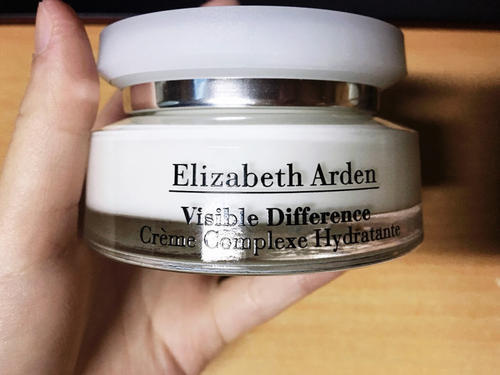 Elizabeth Arden
Visible Difference
Crème Complexe Hydratante